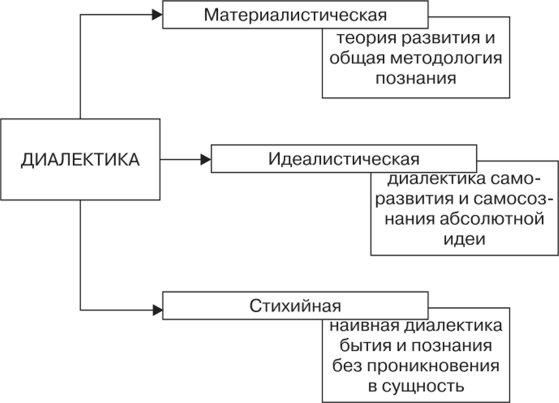 Материалистическая
теория развития и
общая методология
познания
ДИАЛЕКТИКА
Идеалистическая
диалектика само-
развития и самосоз-
нания абсолютной
идеи
Стихийная
наивная диалектика
бытия и познания
без проникновения
в сущность